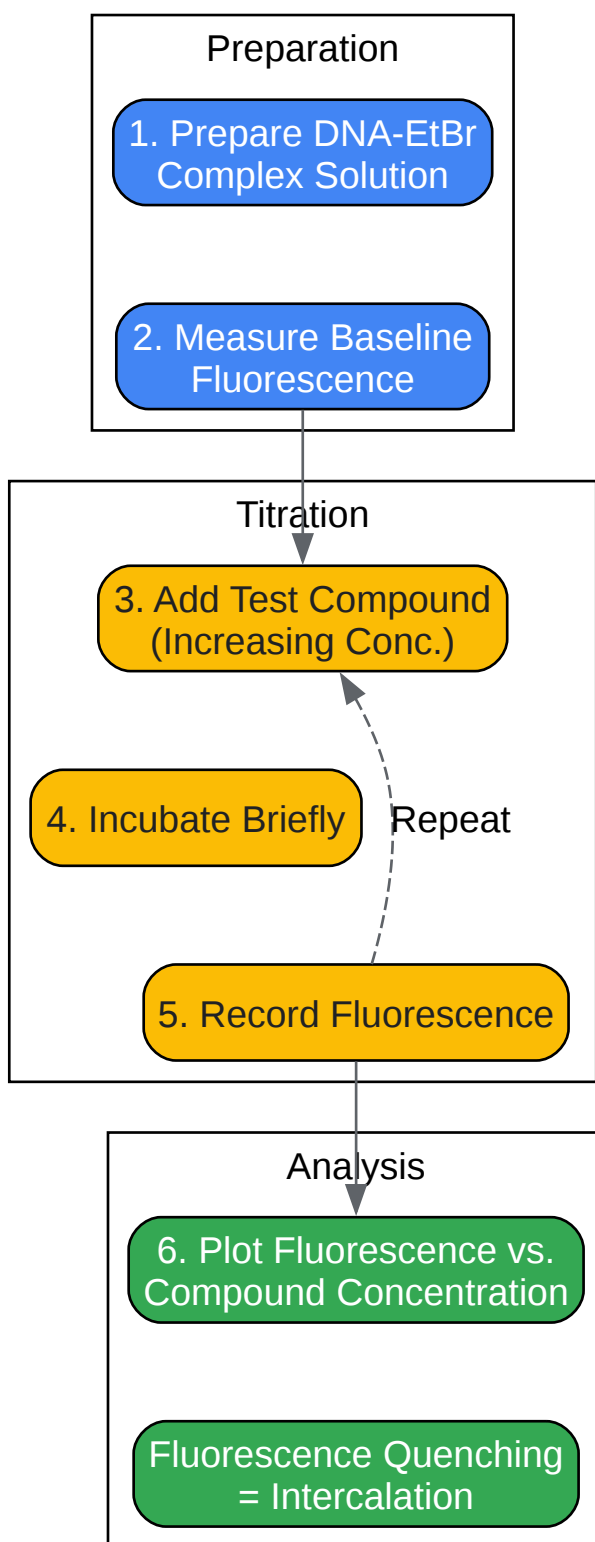 Preparation
1. Prepare DNA-EtBr
Complex Solution
2. Measure Baseline
Fluorescence
Titration
3. Add Test Compound
(Increasing Conc.)
4. Incubate Briefly
Repeat
5. Record Fluorescence
Analysis
6. Plot Fluorescence vs.
Compound Concentration
Fluorescence Quenching
= Intercalation